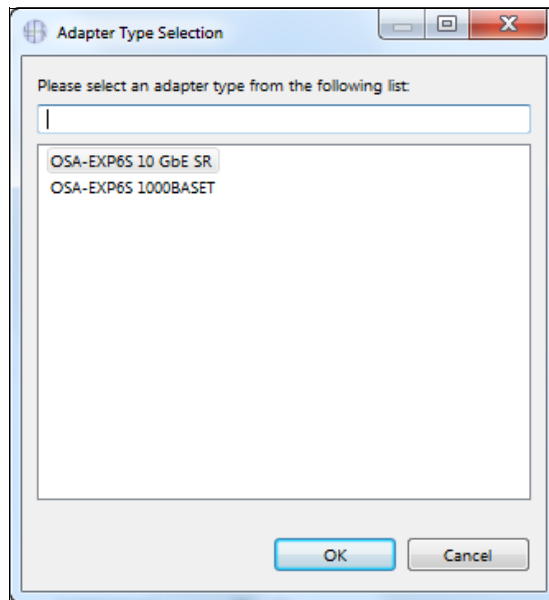 Adapter Type Selection
Please select an adapter type from the following list:
OSA-EXP6S 10 GbE SR
OSA-EXP6S 1000BASET
OK
Cancel